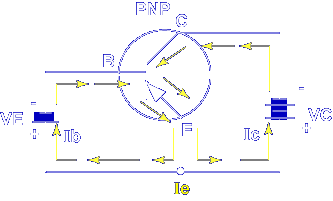 PNP
C
B
E
- -
VE VC
+ Ib Ic +
Ie